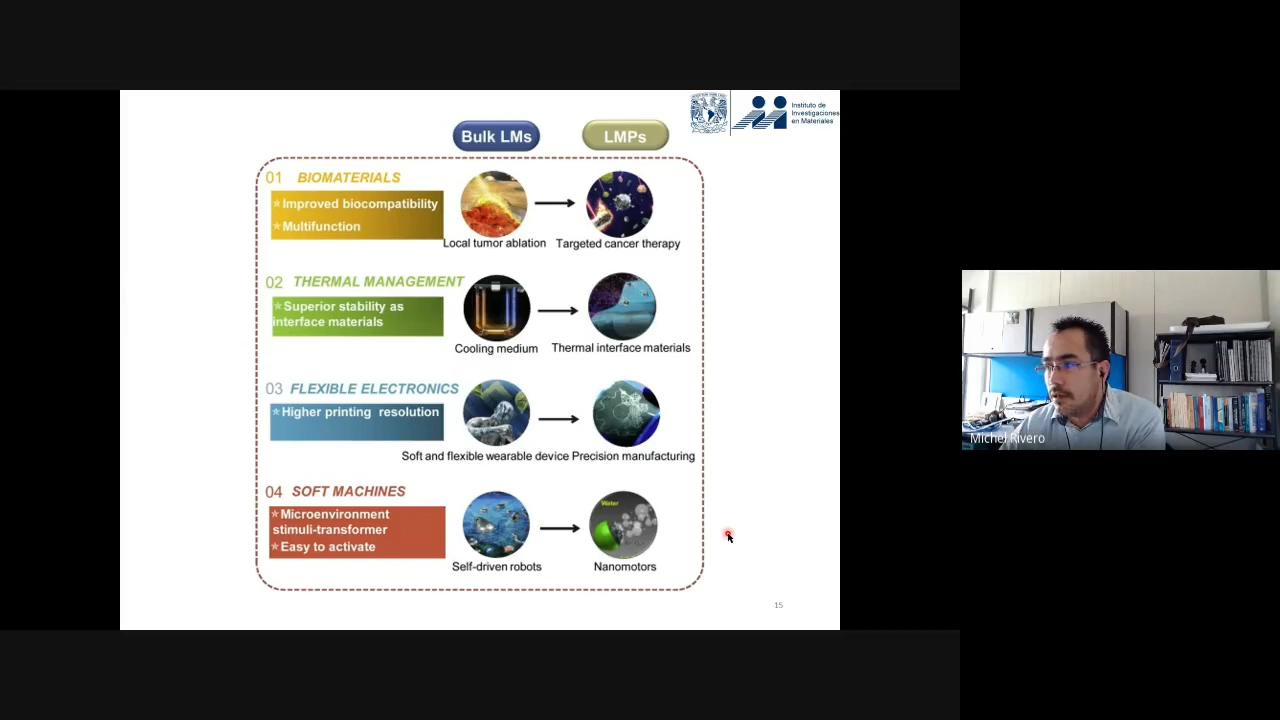 Instituto de
Investigaciones
en Materiales
Bulk LMs
LMPs
01 BIOMATERIALS
*Improved biocompatibility
*Multifunction
Local tumor ablation
Targeted cancer therapy
02 THERMAL MANAGEMENT
*Superior stability as
interface materials
Cooling medium
Thermal interface materials
03 FLEXIBLE ELECTRONICS
*Higher printing resolution
Soft and flexible wearable device
Precision manufacturing
04 SOFT MACHINES
*Microenvironment
stimuli-transformer
*Easy to activate
Water
Self-driven robots
Nanomotors
15
Michel Rivero